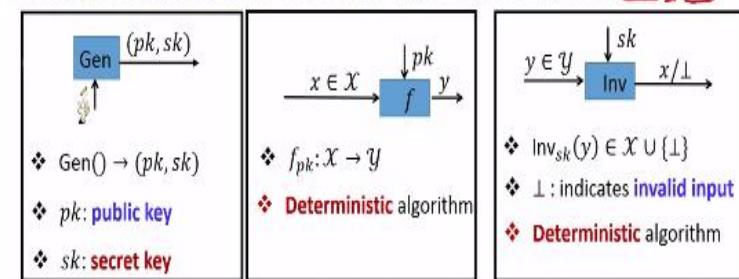 (pk, sk)
Gen
❖ Gen() → (pk, sk)
❖ pk: public key
❖ sk: secret key
pk
x ∈ 𝒳
y
f
❖ f_pk: 𝒳 → 𝒴
❖ Deterministic algorithm
sk
y ∈ 𝒴
x/⊥
Inv
❖ Inv_sk(y) ∈ 𝒳 ∪ {⊥}
❖ ⊥ : indicates invalid input
❖ Deterministic algorithm